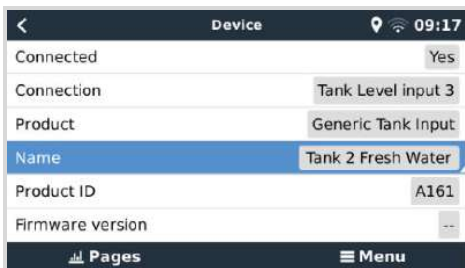 Device 09:17
Connected Yes
Connection Tank Level input 3
Product Generic Tank Input
Name Tank 2 Fresh Water
Product ID A161
Firmware version --
Pages Menu